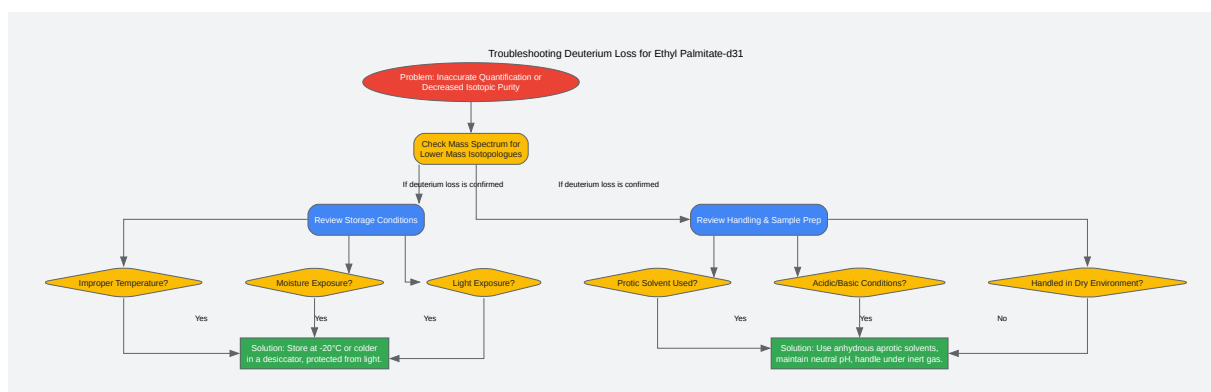 Troubleshooting Deuterium Loss for Ethyl Palmitate-d31
Problem: Inaccurate Quantification or
Decreased Isotopic Purity
Check Mass Spectrum for
Lower Mass Isotopologues
If deuterium loss is confirmed
If deuterium loss is confirmed
Review Storage Conditions
Review Handling & Sample Prep
Improper Temperature?
Moisture Exposure?
Light Exposure?
Protic Solvent Used?
Acidic/Basic Conditions?
Handled in Dry Environment?
Yes
Yes
Yes
Yes
Yes
No
Solution: Store at -20°C or colder
in a desiccator, protected from light.
Solution: Use anhydrous aprotic solvents,
maintain neutral pH, handle under inert gas.